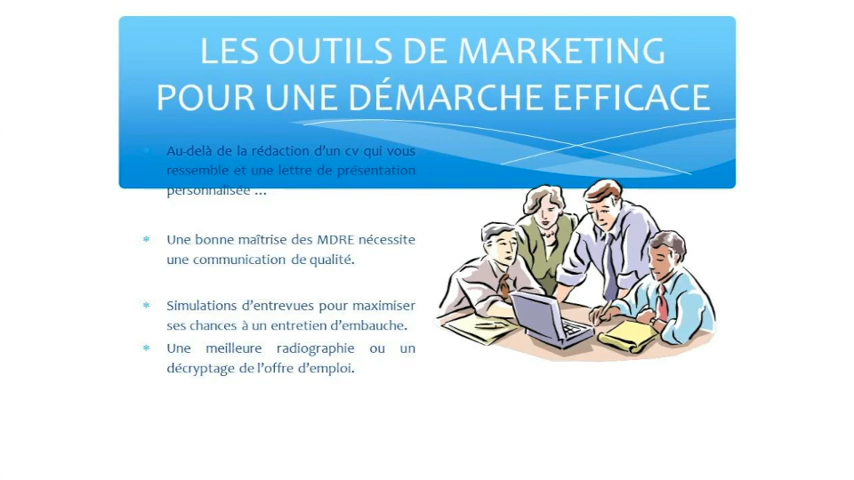 LES OUTILS DE MARKETING
POUR UNE DÉMARCHE EFFICACE
* Au-delà de la rédaction d'un cv qui vous
ressemble et une lettre de présentation
personnalisée ...
* Une bonne maîtrise des MDRE nécessite
une communication de qualité.
* Simulations d'entrevues pour maximiser
ses chances à un entretien d'embauche.
* Une meilleure radiographie ou un
décryptage de l'offre d'emploi.